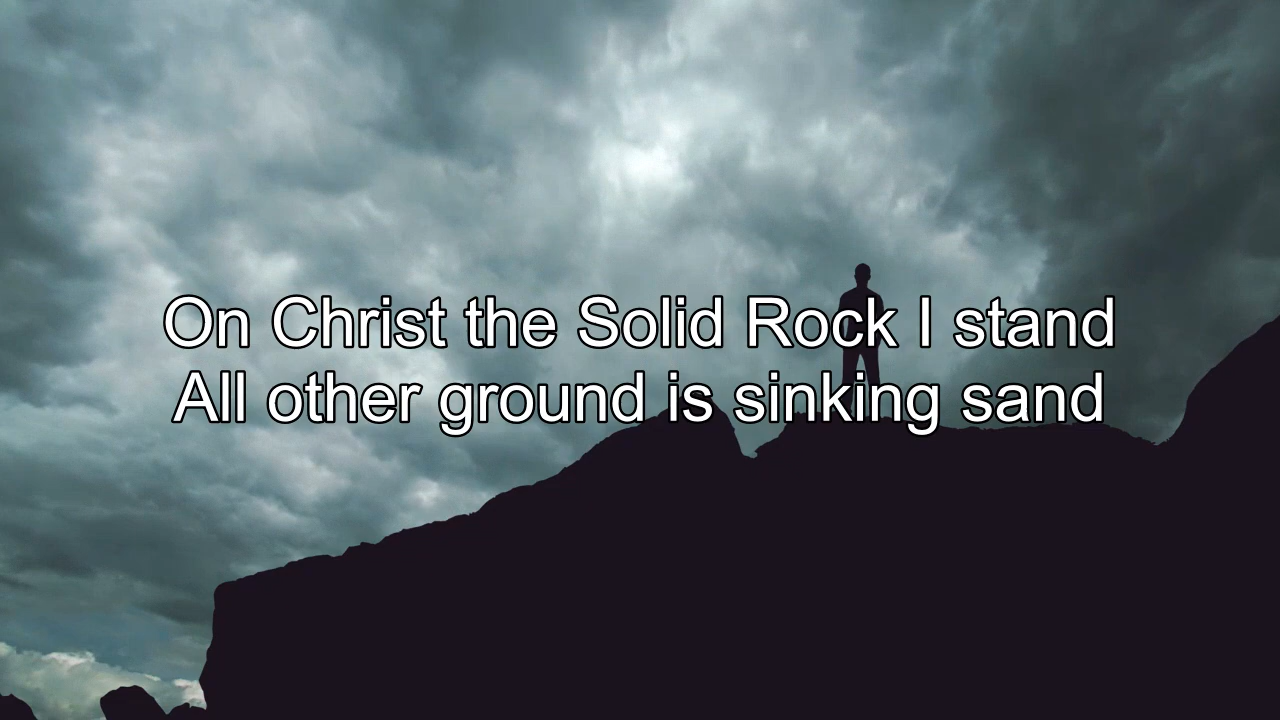 On Christ the Solid Rock I stand
All other ground is sinking sand